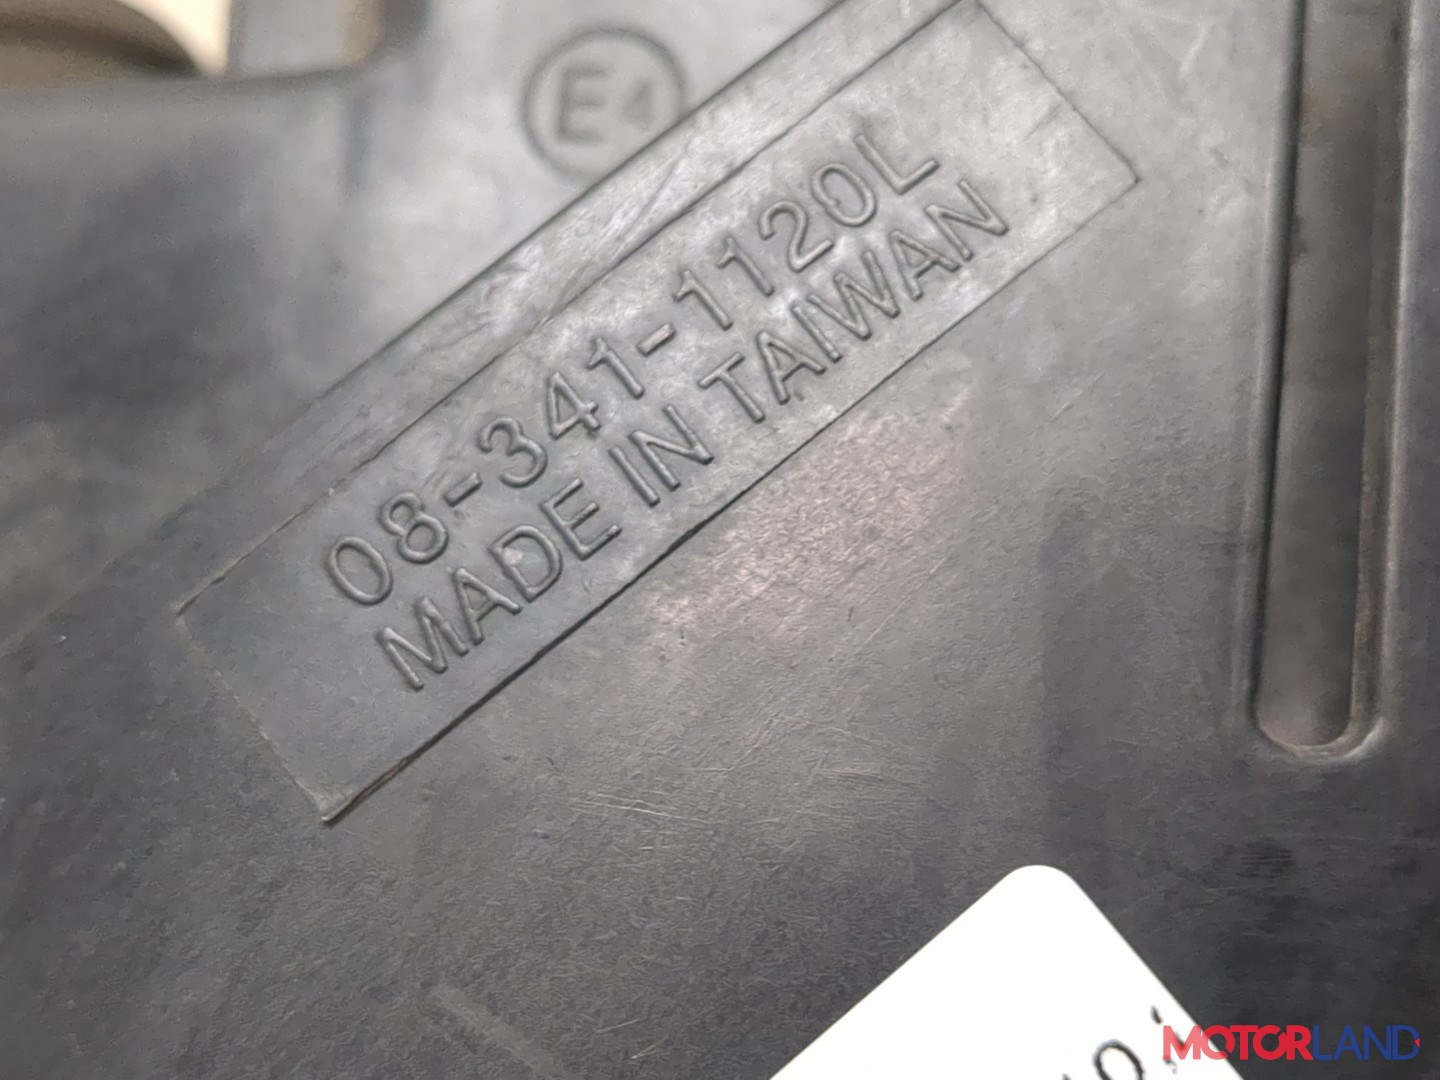 E4
08-341-1120L
MADE IN TAIWAN
MOTORLAND